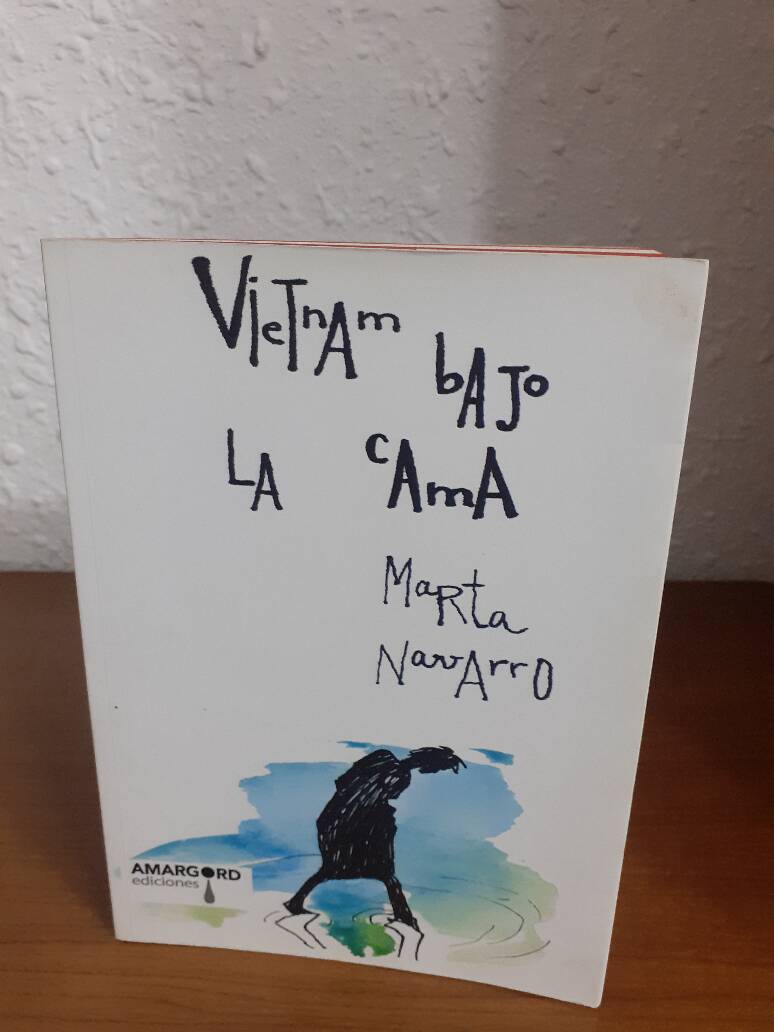 VIeTnAm bAJo
LA cAmA
MaRta
NavArrO
AMARGORD
ediciones